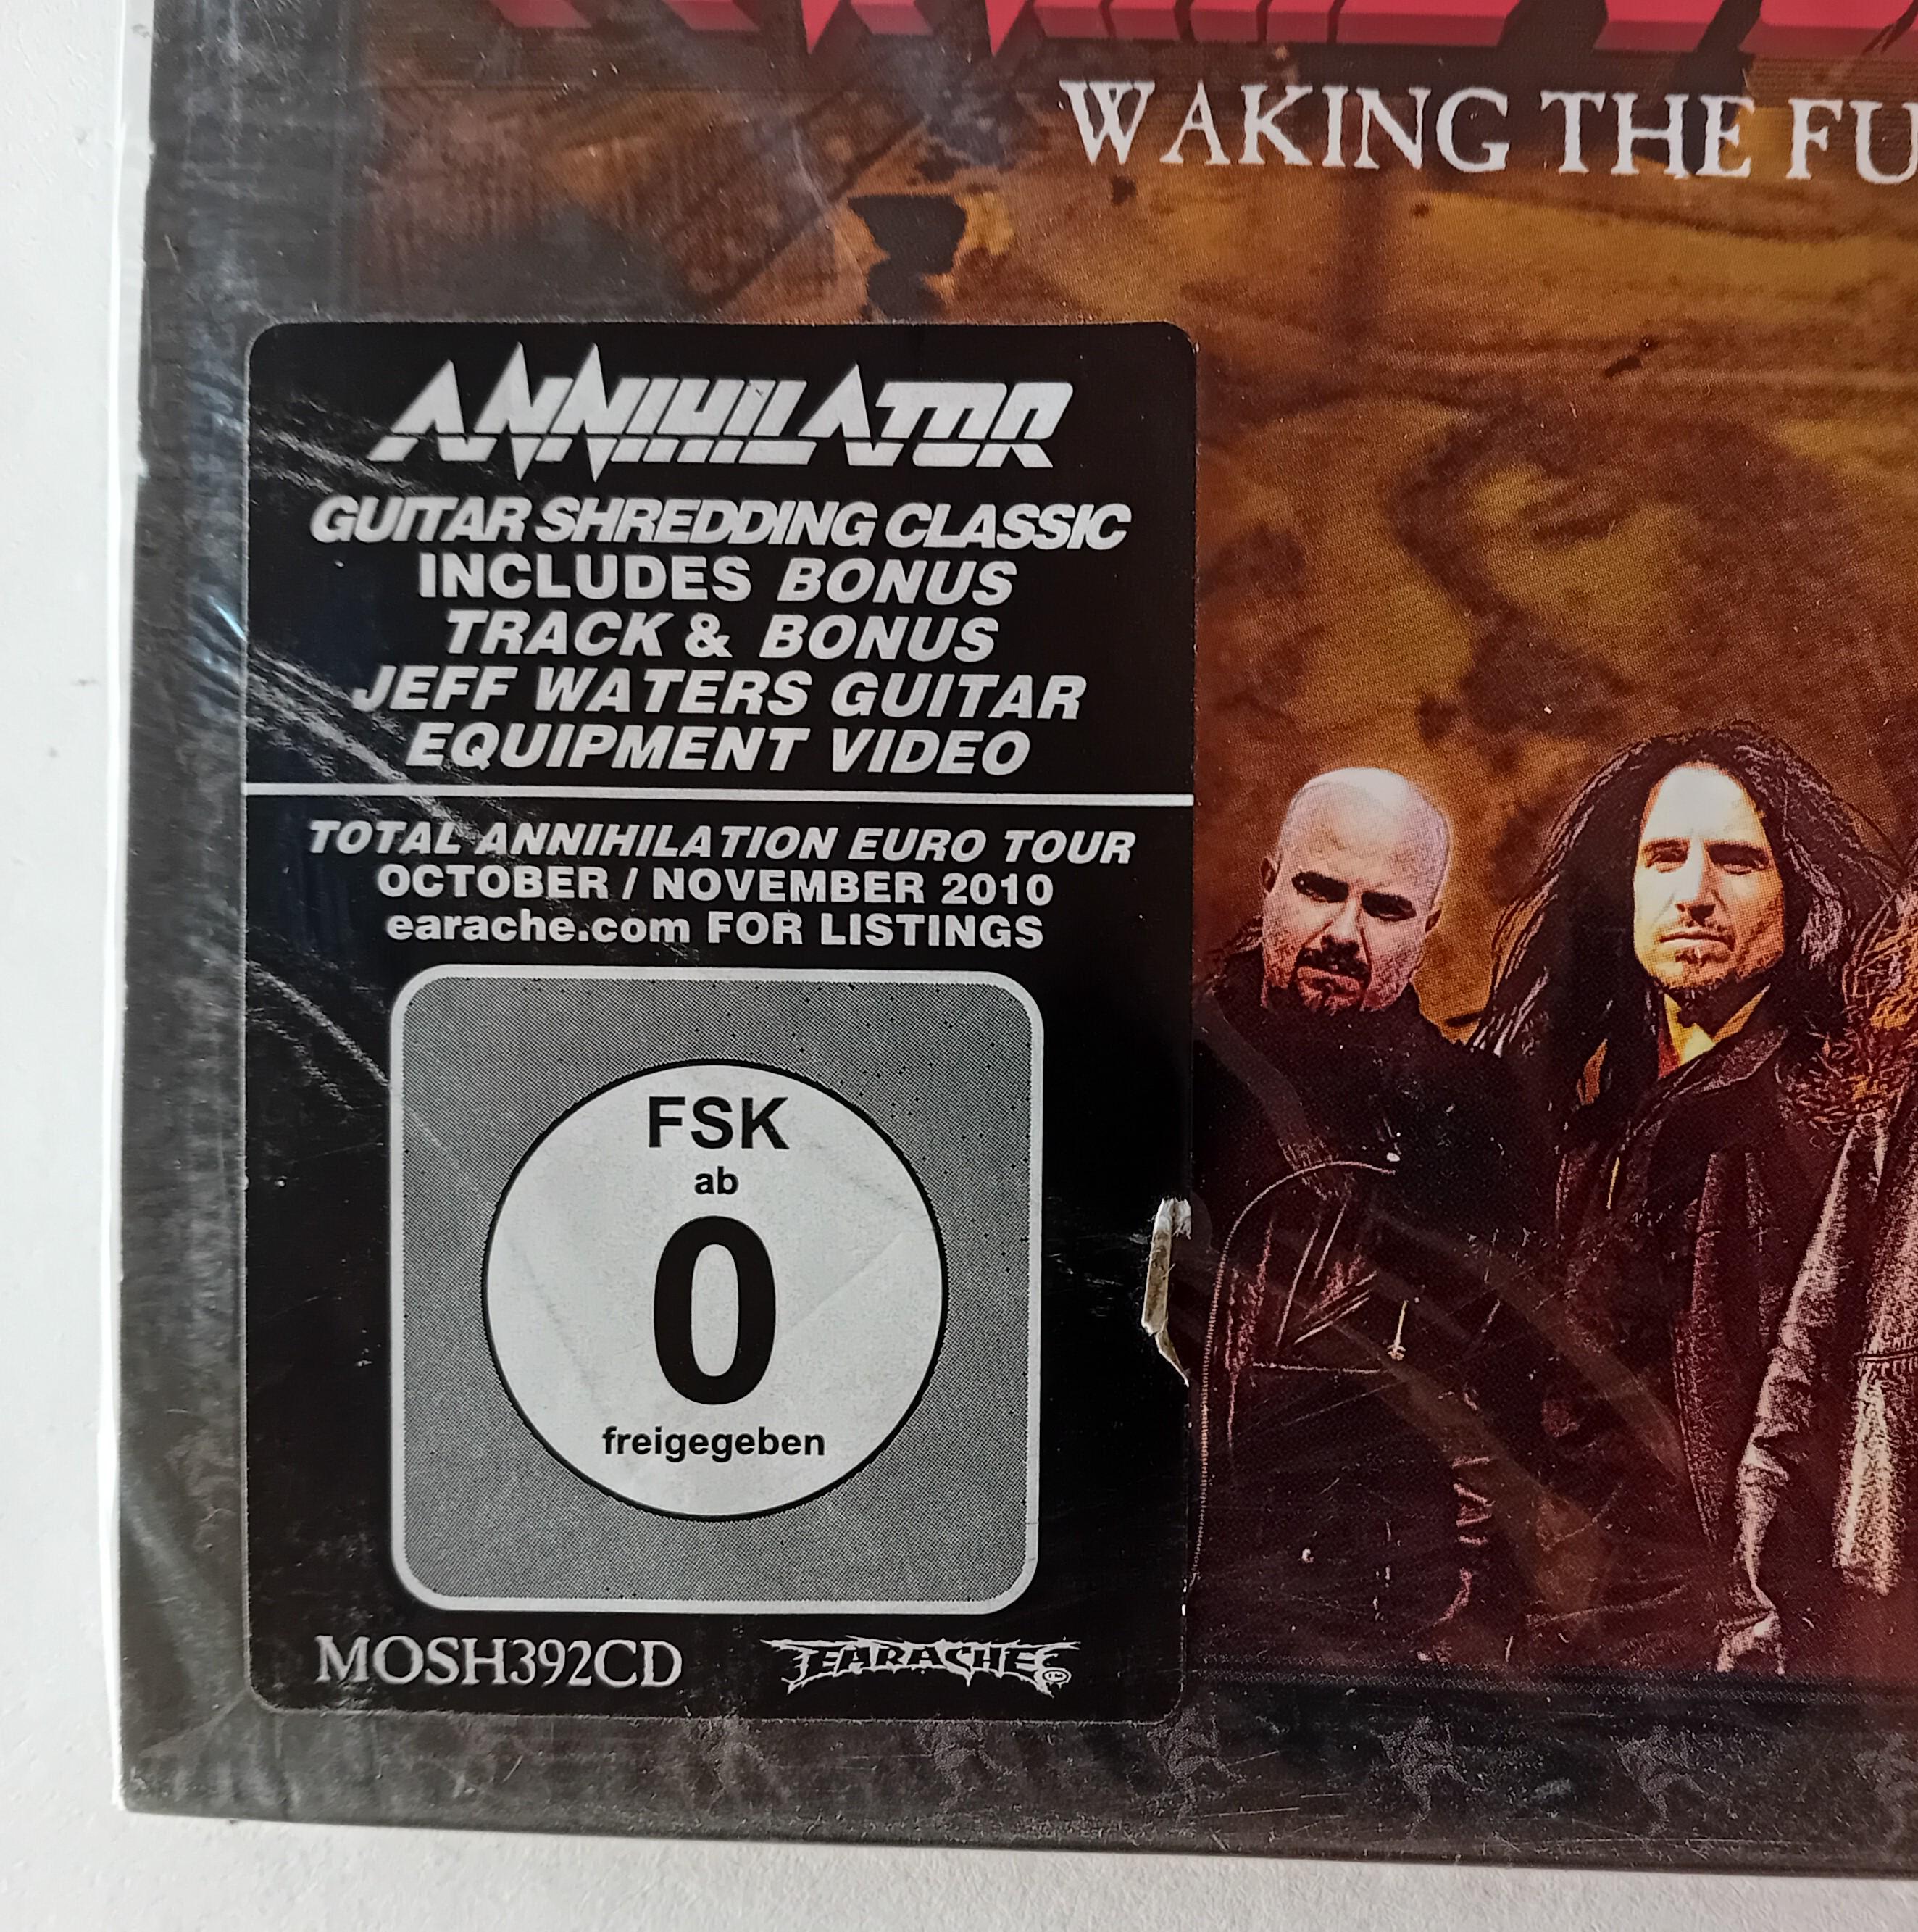 WAKING THE FU
ANNIHILATOR
GUITAR SHREDDING CLASSIC
INCLUDES BONUS
TRACK & BONUS
JEFF WATERS GUITAR
EQUIPMENT VIDEO
TOTAL ANNIHILATION EURO TOUR
OCTOBER / NOVEMBER 2010
earache.com FOR LISTINGS
FSK
ab
0
freigegeben
MOSH392CD
EARACHE